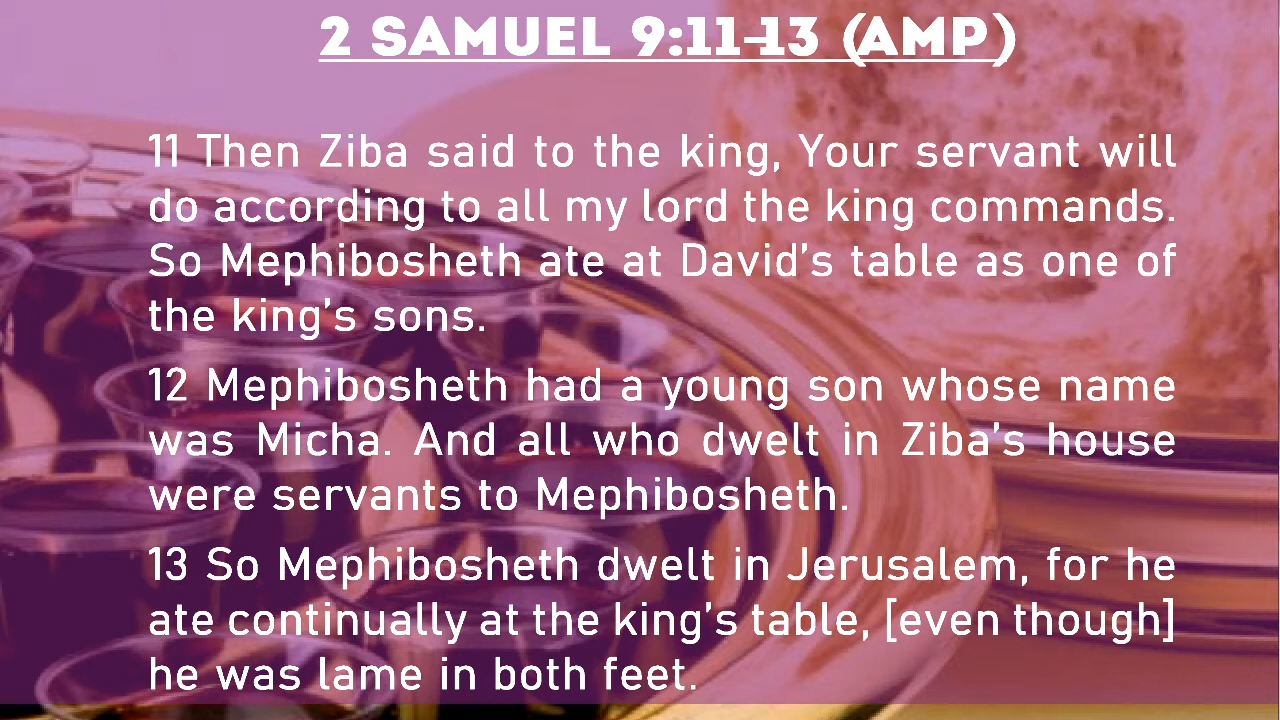 2 SAMUEL 9:11-13 (AMP)
11 Then Ziba said to the king, Your servant will
do according to all my lord the king commands.
So Mephibosheth ate at David's table as one of
the king's sons.
12 Mephibosheth had a young son whose name
was Micha. And all who dwelt in Ziba's house
were servants to Mephibosheth.
13 So Mephibosheth dwelt in Jerusalem, for he
ate continually at the king's table, [even though]
he was lame in both feet.